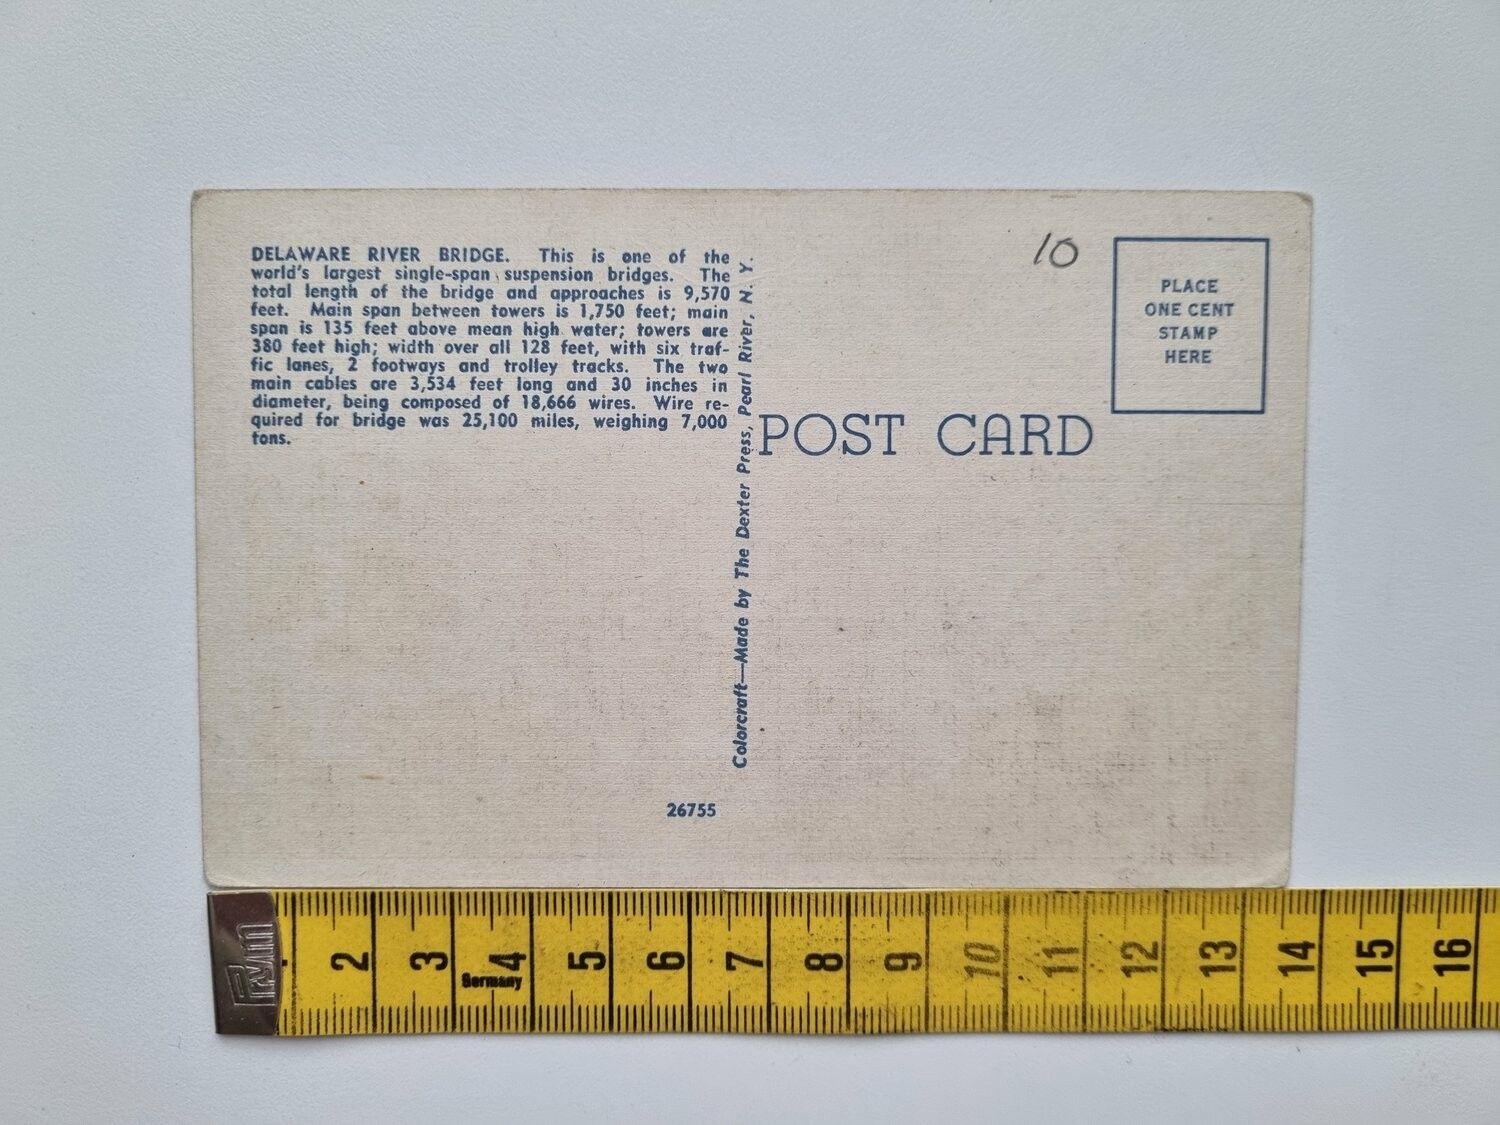 DELAWARE RIVER BRIDGE. This is one of the
world's largest single-span suspension bridges. The
total length of the bridge and approaches is 9,570
feet. Main span between towers is 1,750 feet; main
span is 135 feet above mean high water; towers are
380 feet high; width over all 128 feet, with six traf-
fic lanes, 2 footways and trolley tracks. The two
main cables are 3,534 feet long and 30 inches in
diameter, being composed of 18,666 wires. Wire re-
quired for bridge was 25,100 miles, weighing 7,000
tons.
26755
Colorcraft—Made by The Dexter Press, Pearl River, N. Y.
10
PLACE
ONE CENT
STAMP
HERE
POST CARD
Prym
2 3 4 5 6 7 8 9 10 11 12 13 14 15 16
Germany